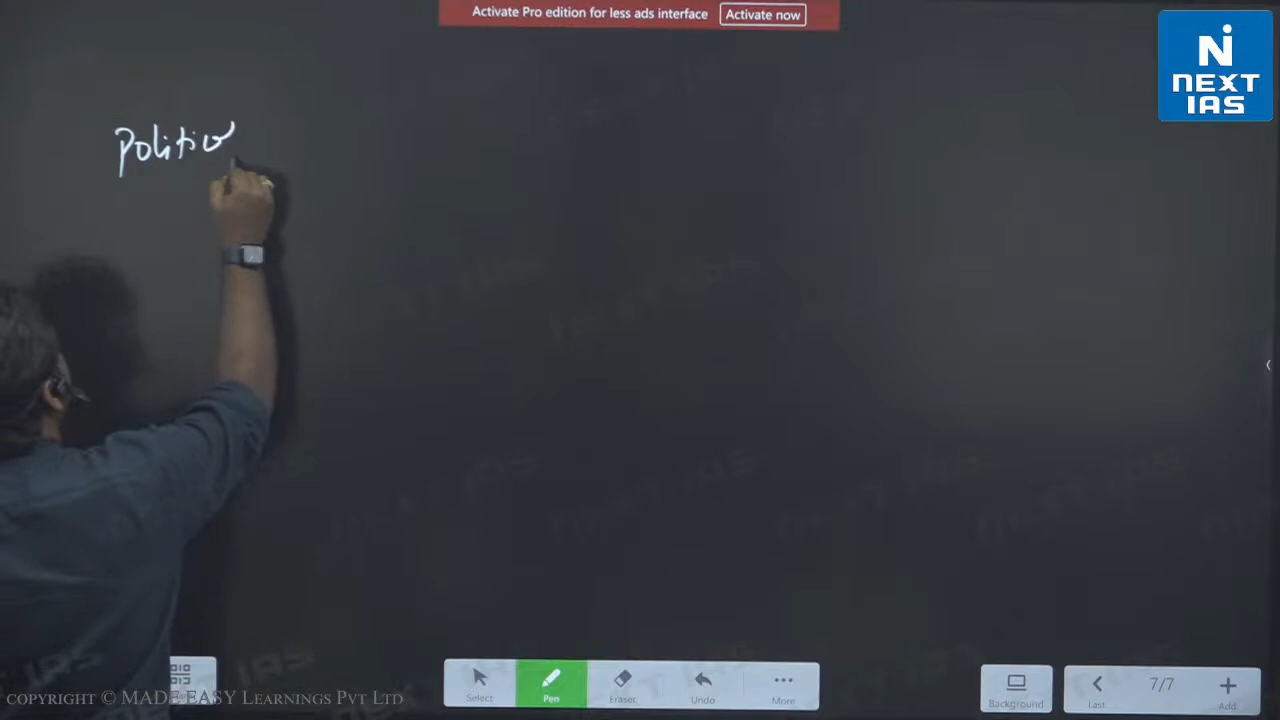 Activate Pro edition for less ads interface Activate now
N
NEXT
IAS
Politic
Select Pen Eraser Undo More
Background Last 7/7 Add
COPYRIGHT © MADE EASY LEARNINGS PVT LTD